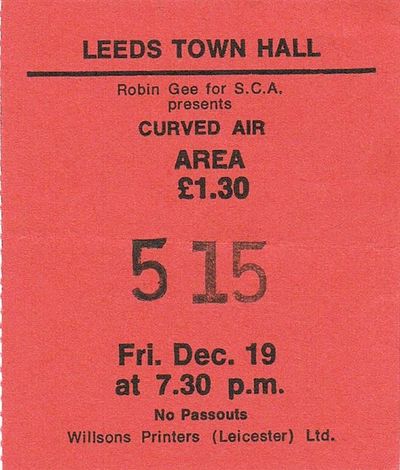 LEEDS TOWN HALL
Robin Gee for S.C.A.
presents
CURVED AIR
AREA
£1.30
5 15
Fri. Dec. 19
at 7.30 p.m.
No Passouts
Willsons Printers (Leicester) Ltd.